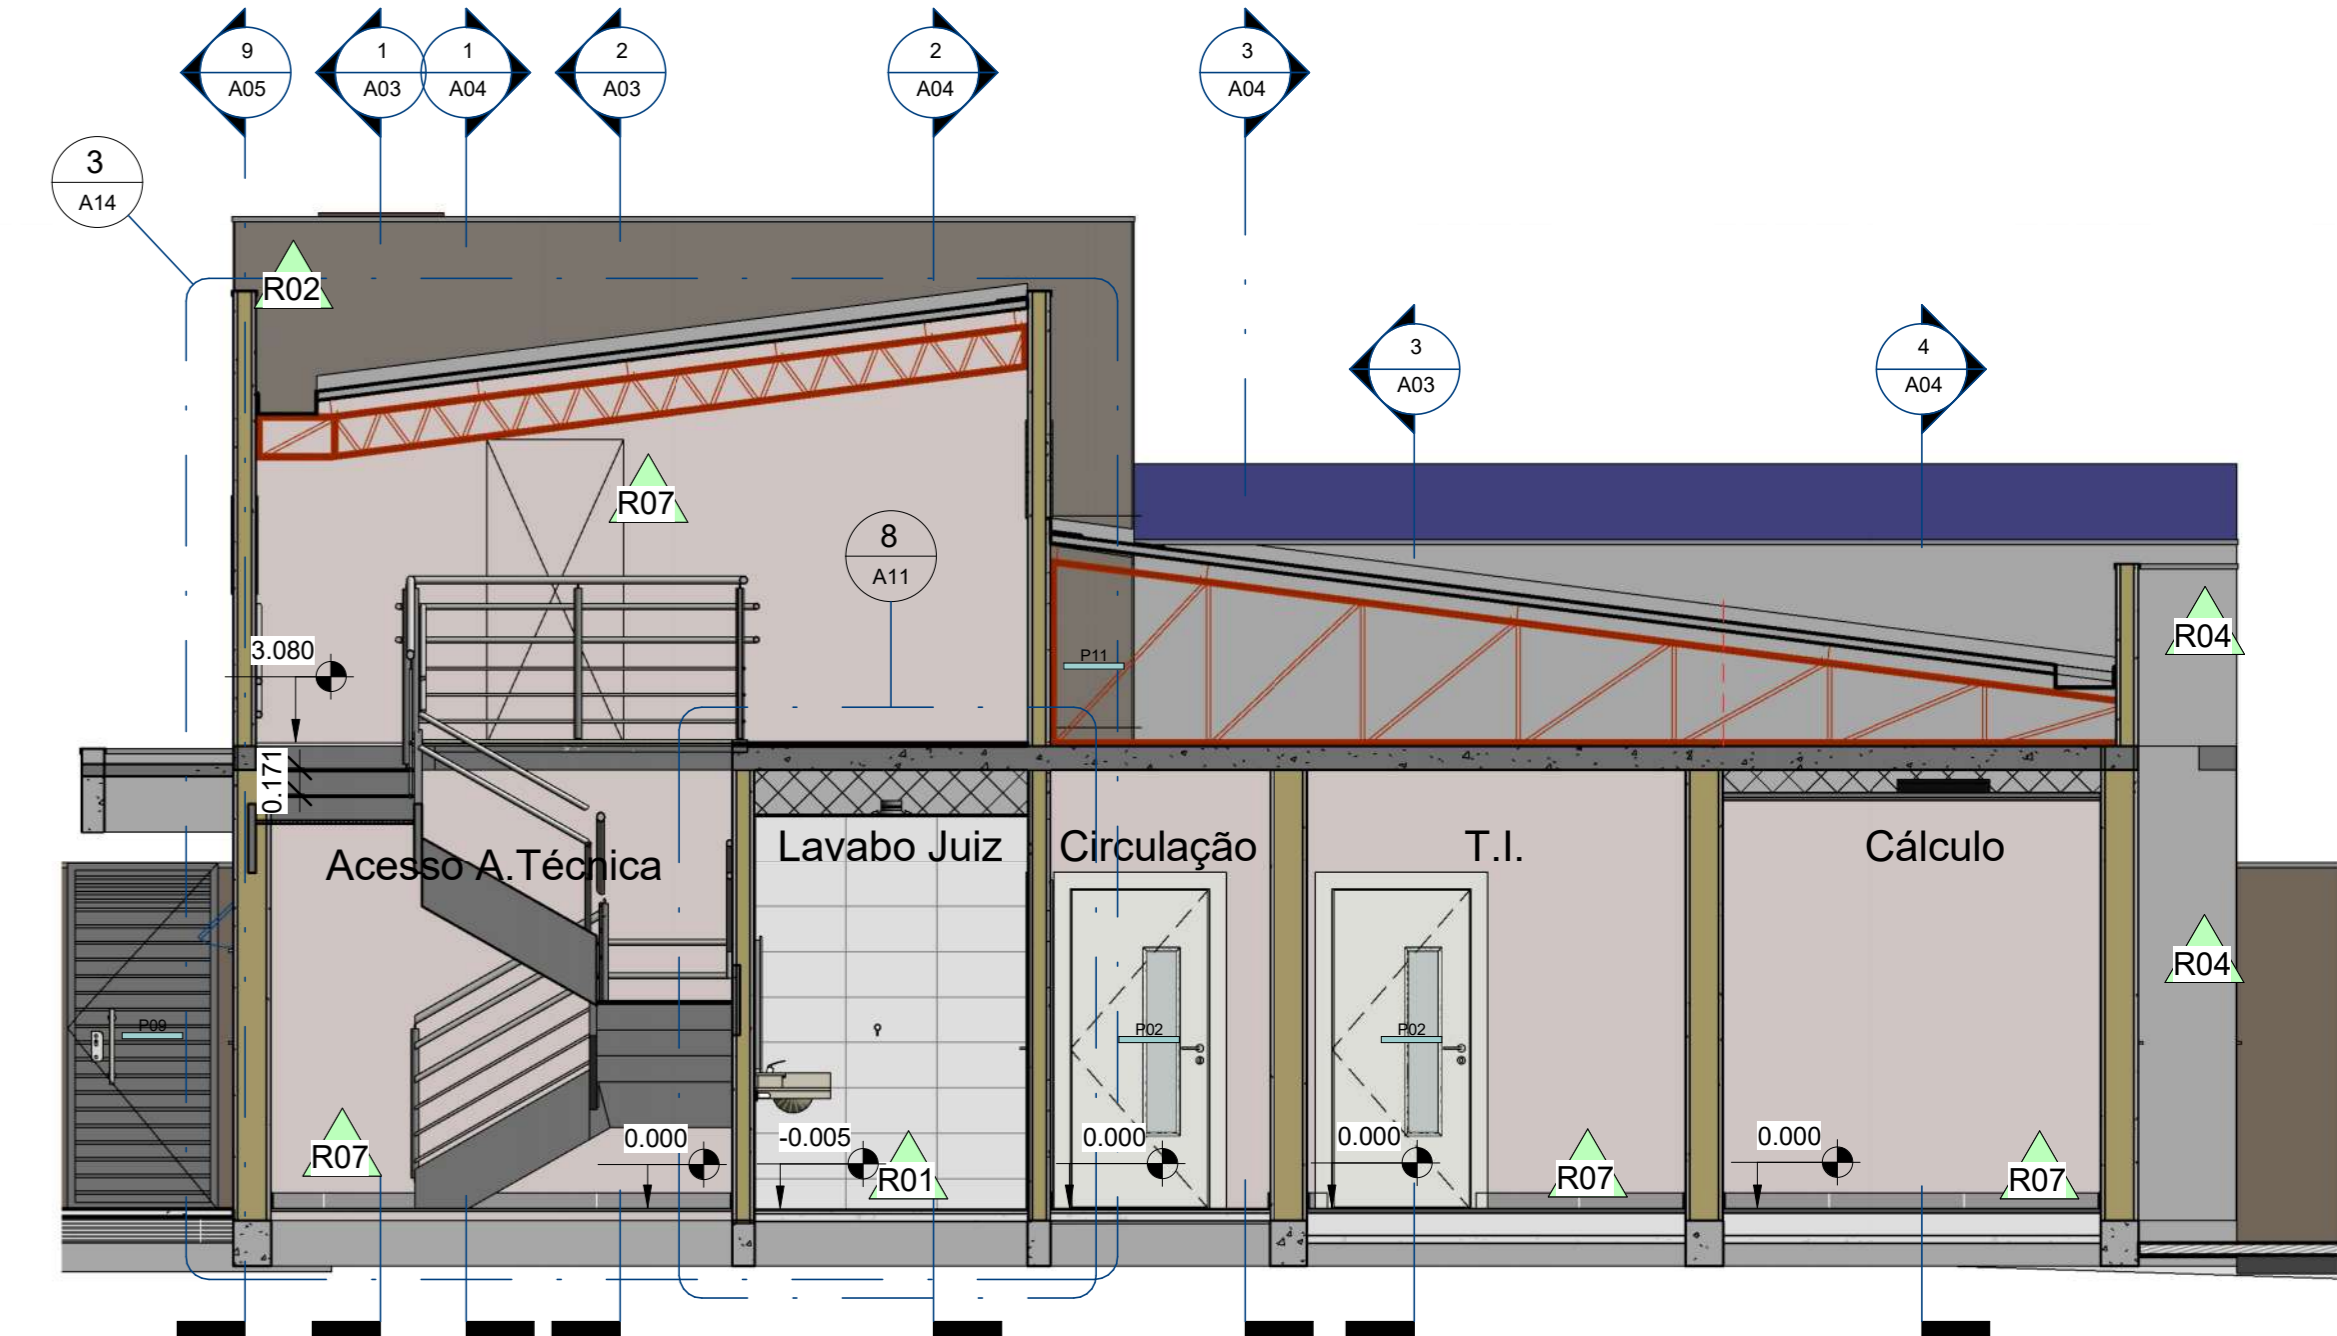 9
A05
1
A03
1
A04
2
A03
2
A04
3
A04
3
A14
R02
3
A03
4
A04
R07
8
A11
R04
3.080
P11
0.171
Acesso A.Técnica
Lavabo Juiz
Circulação
T.I.
Cálculo
R04
P09
P02
P02
R07
0.000
-0.005
R01
0.000
0.000
R07
0.000
R07